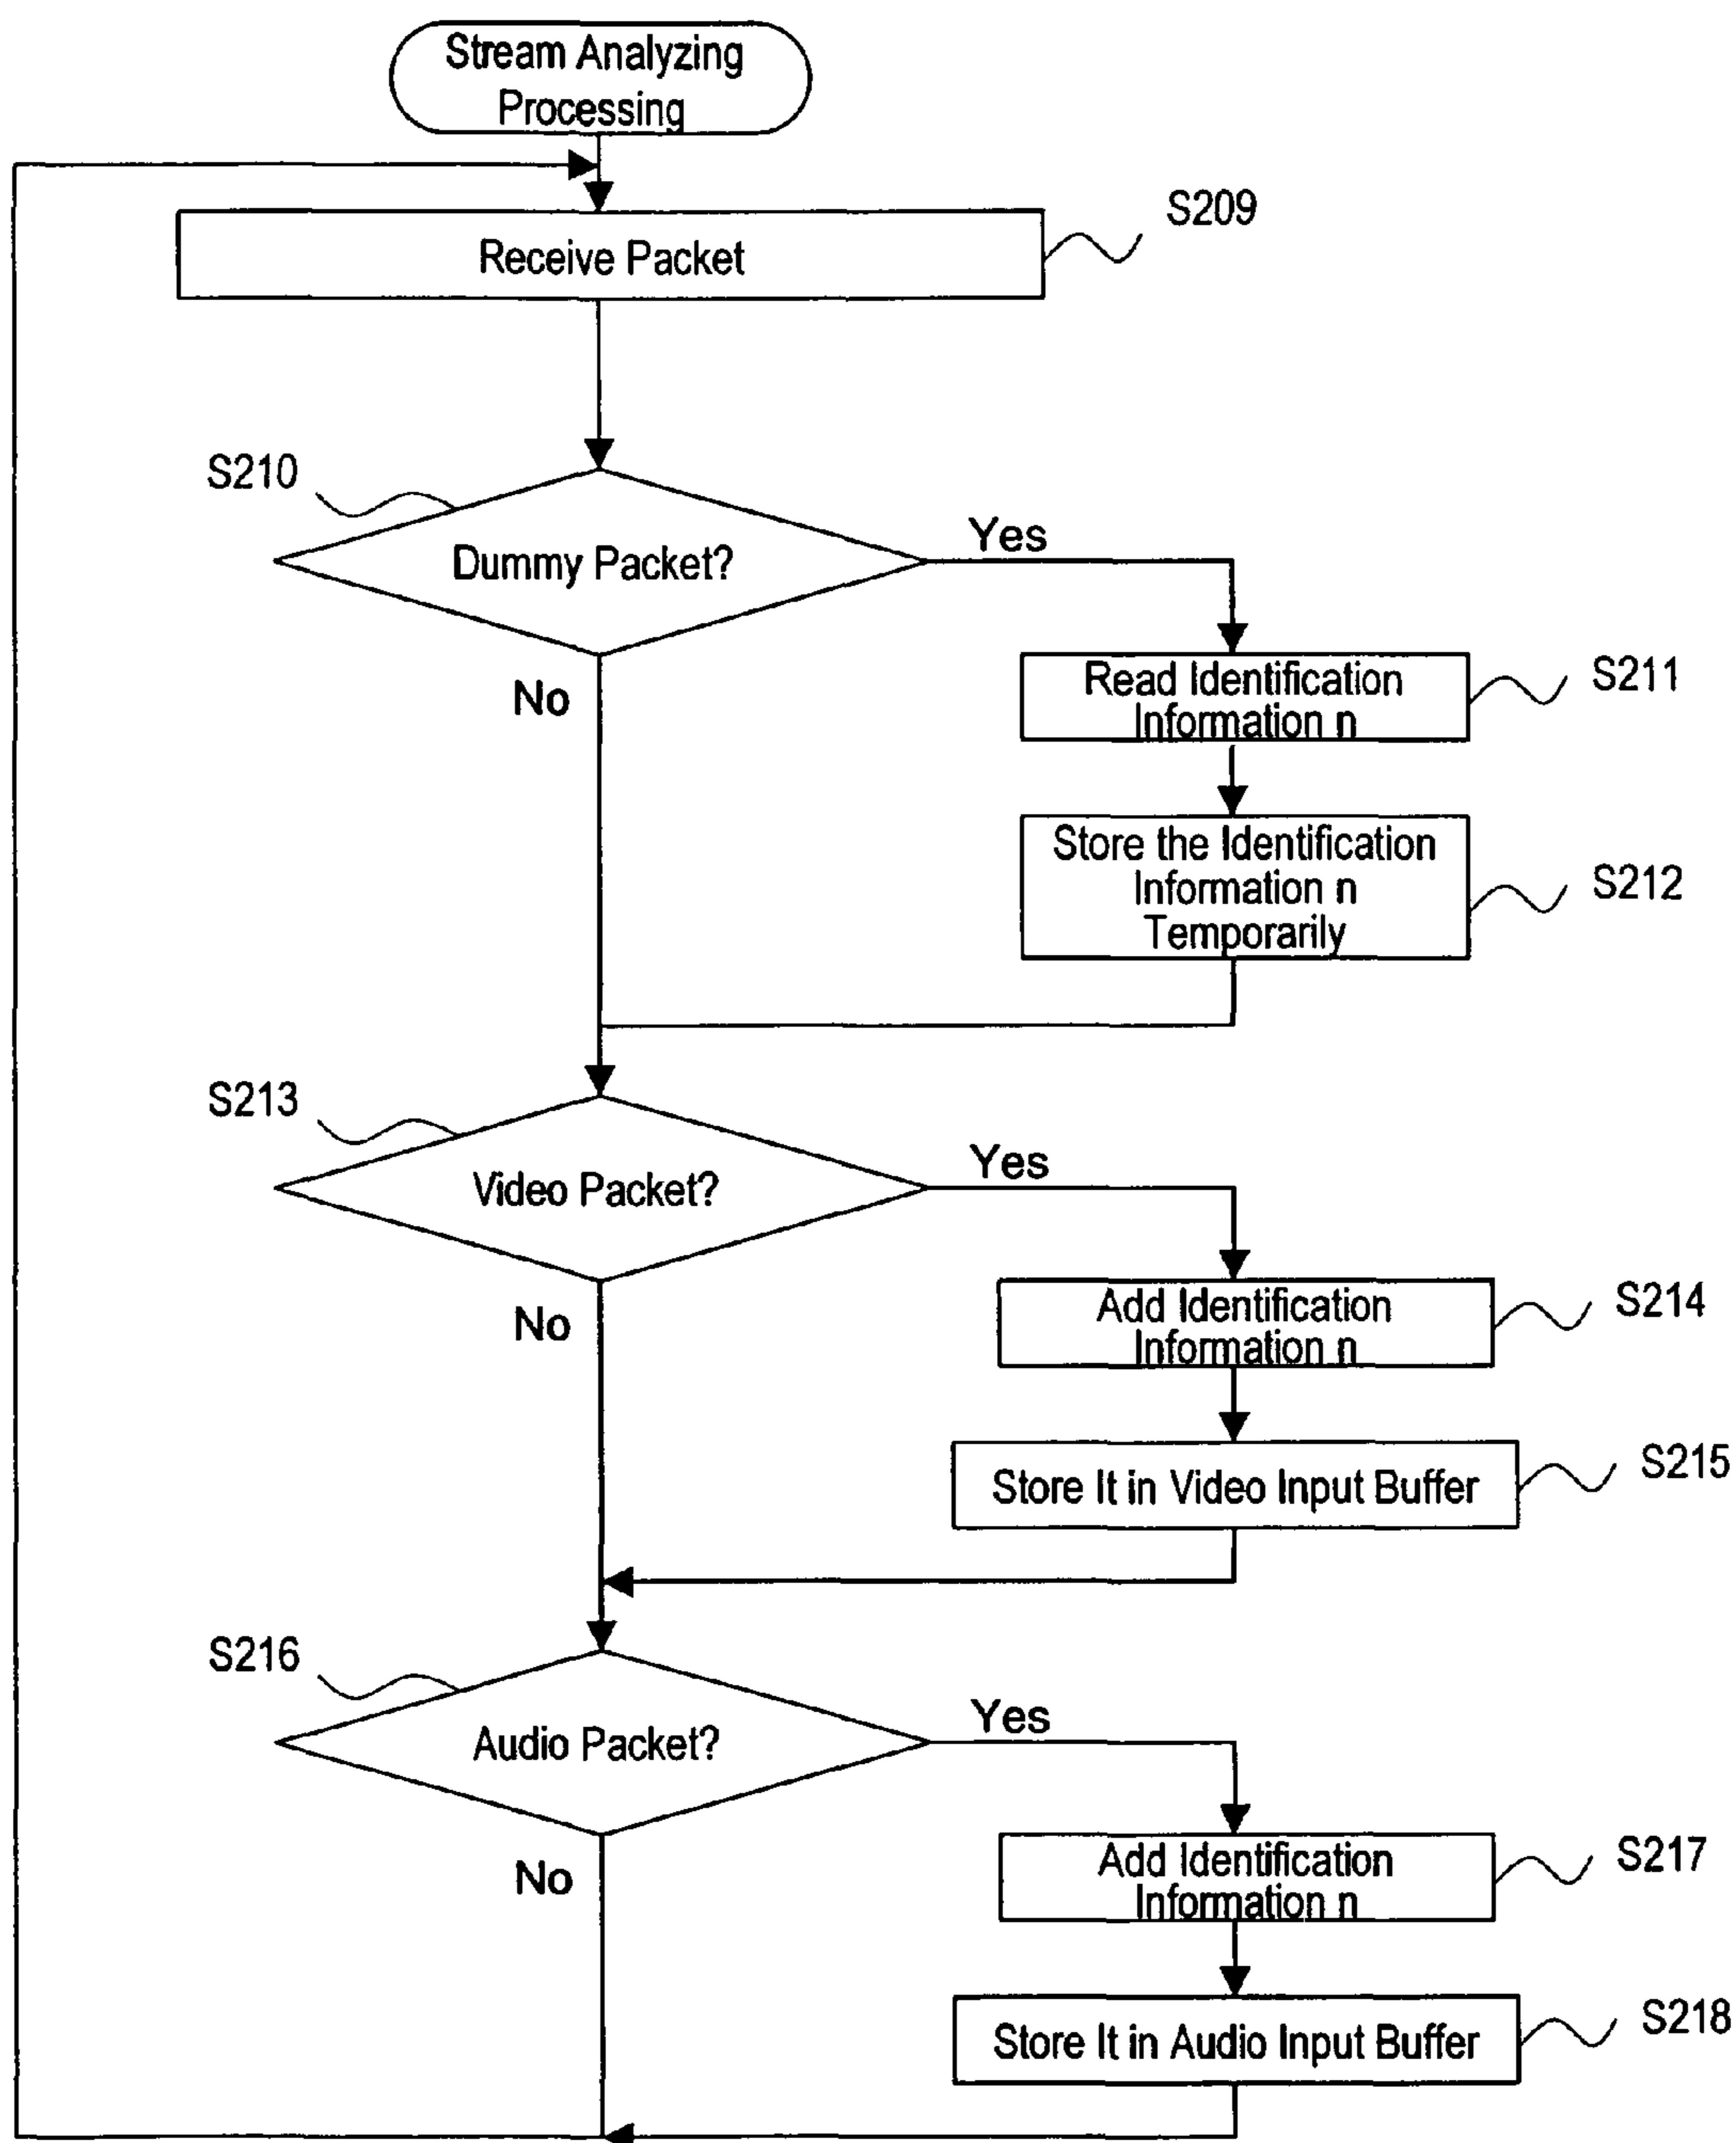 Stream Analyzing
Processing
S209
Receive Packet
S210
Dummy Packet?
Yes
No
Read Identification
Information n
S211
Store the Identification
Information n
Temporarily
S212
S213
Video Packet?
Yes
No
Add Identification
Information n
S214
Store It in Video Input Buffer
S215
S216
Audio Packet?
Yes
No
Add Identification
Information n
S217
Store It in Audio Input Buffer
S218